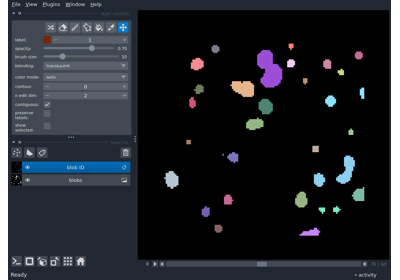 File View Plugins Window Help
label: 1
opacity: 0.70
brush size: 10
blending: translucent
color mode: auto
contour: 0
n edit dim: 2
contiguous:
preserve labels:
show selected:
blob ID
blobs
0
Ready
activity